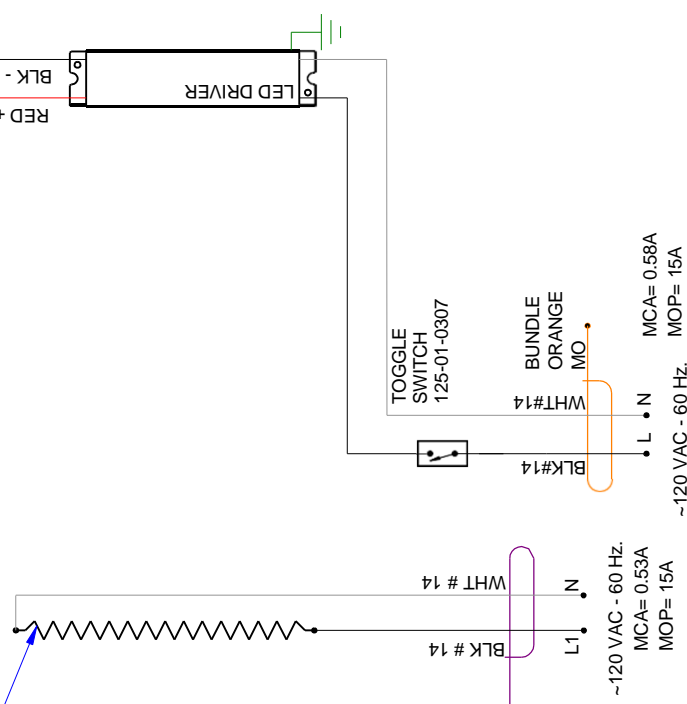 BLK -
RED +
LED DRIVER
TOGGLE
SWITCH
125-01-0307
BUNDLE
ORANGE
MO
WHT#14
BLK#14
N
L
MCA= 0.58A
MOP= 15A
~120 VAC - 60 Hz.
WHT # 14
BLK # 14
N
L1
~120 VAC - 60 Hz.
MCA= 0.53A
MOP= 15A